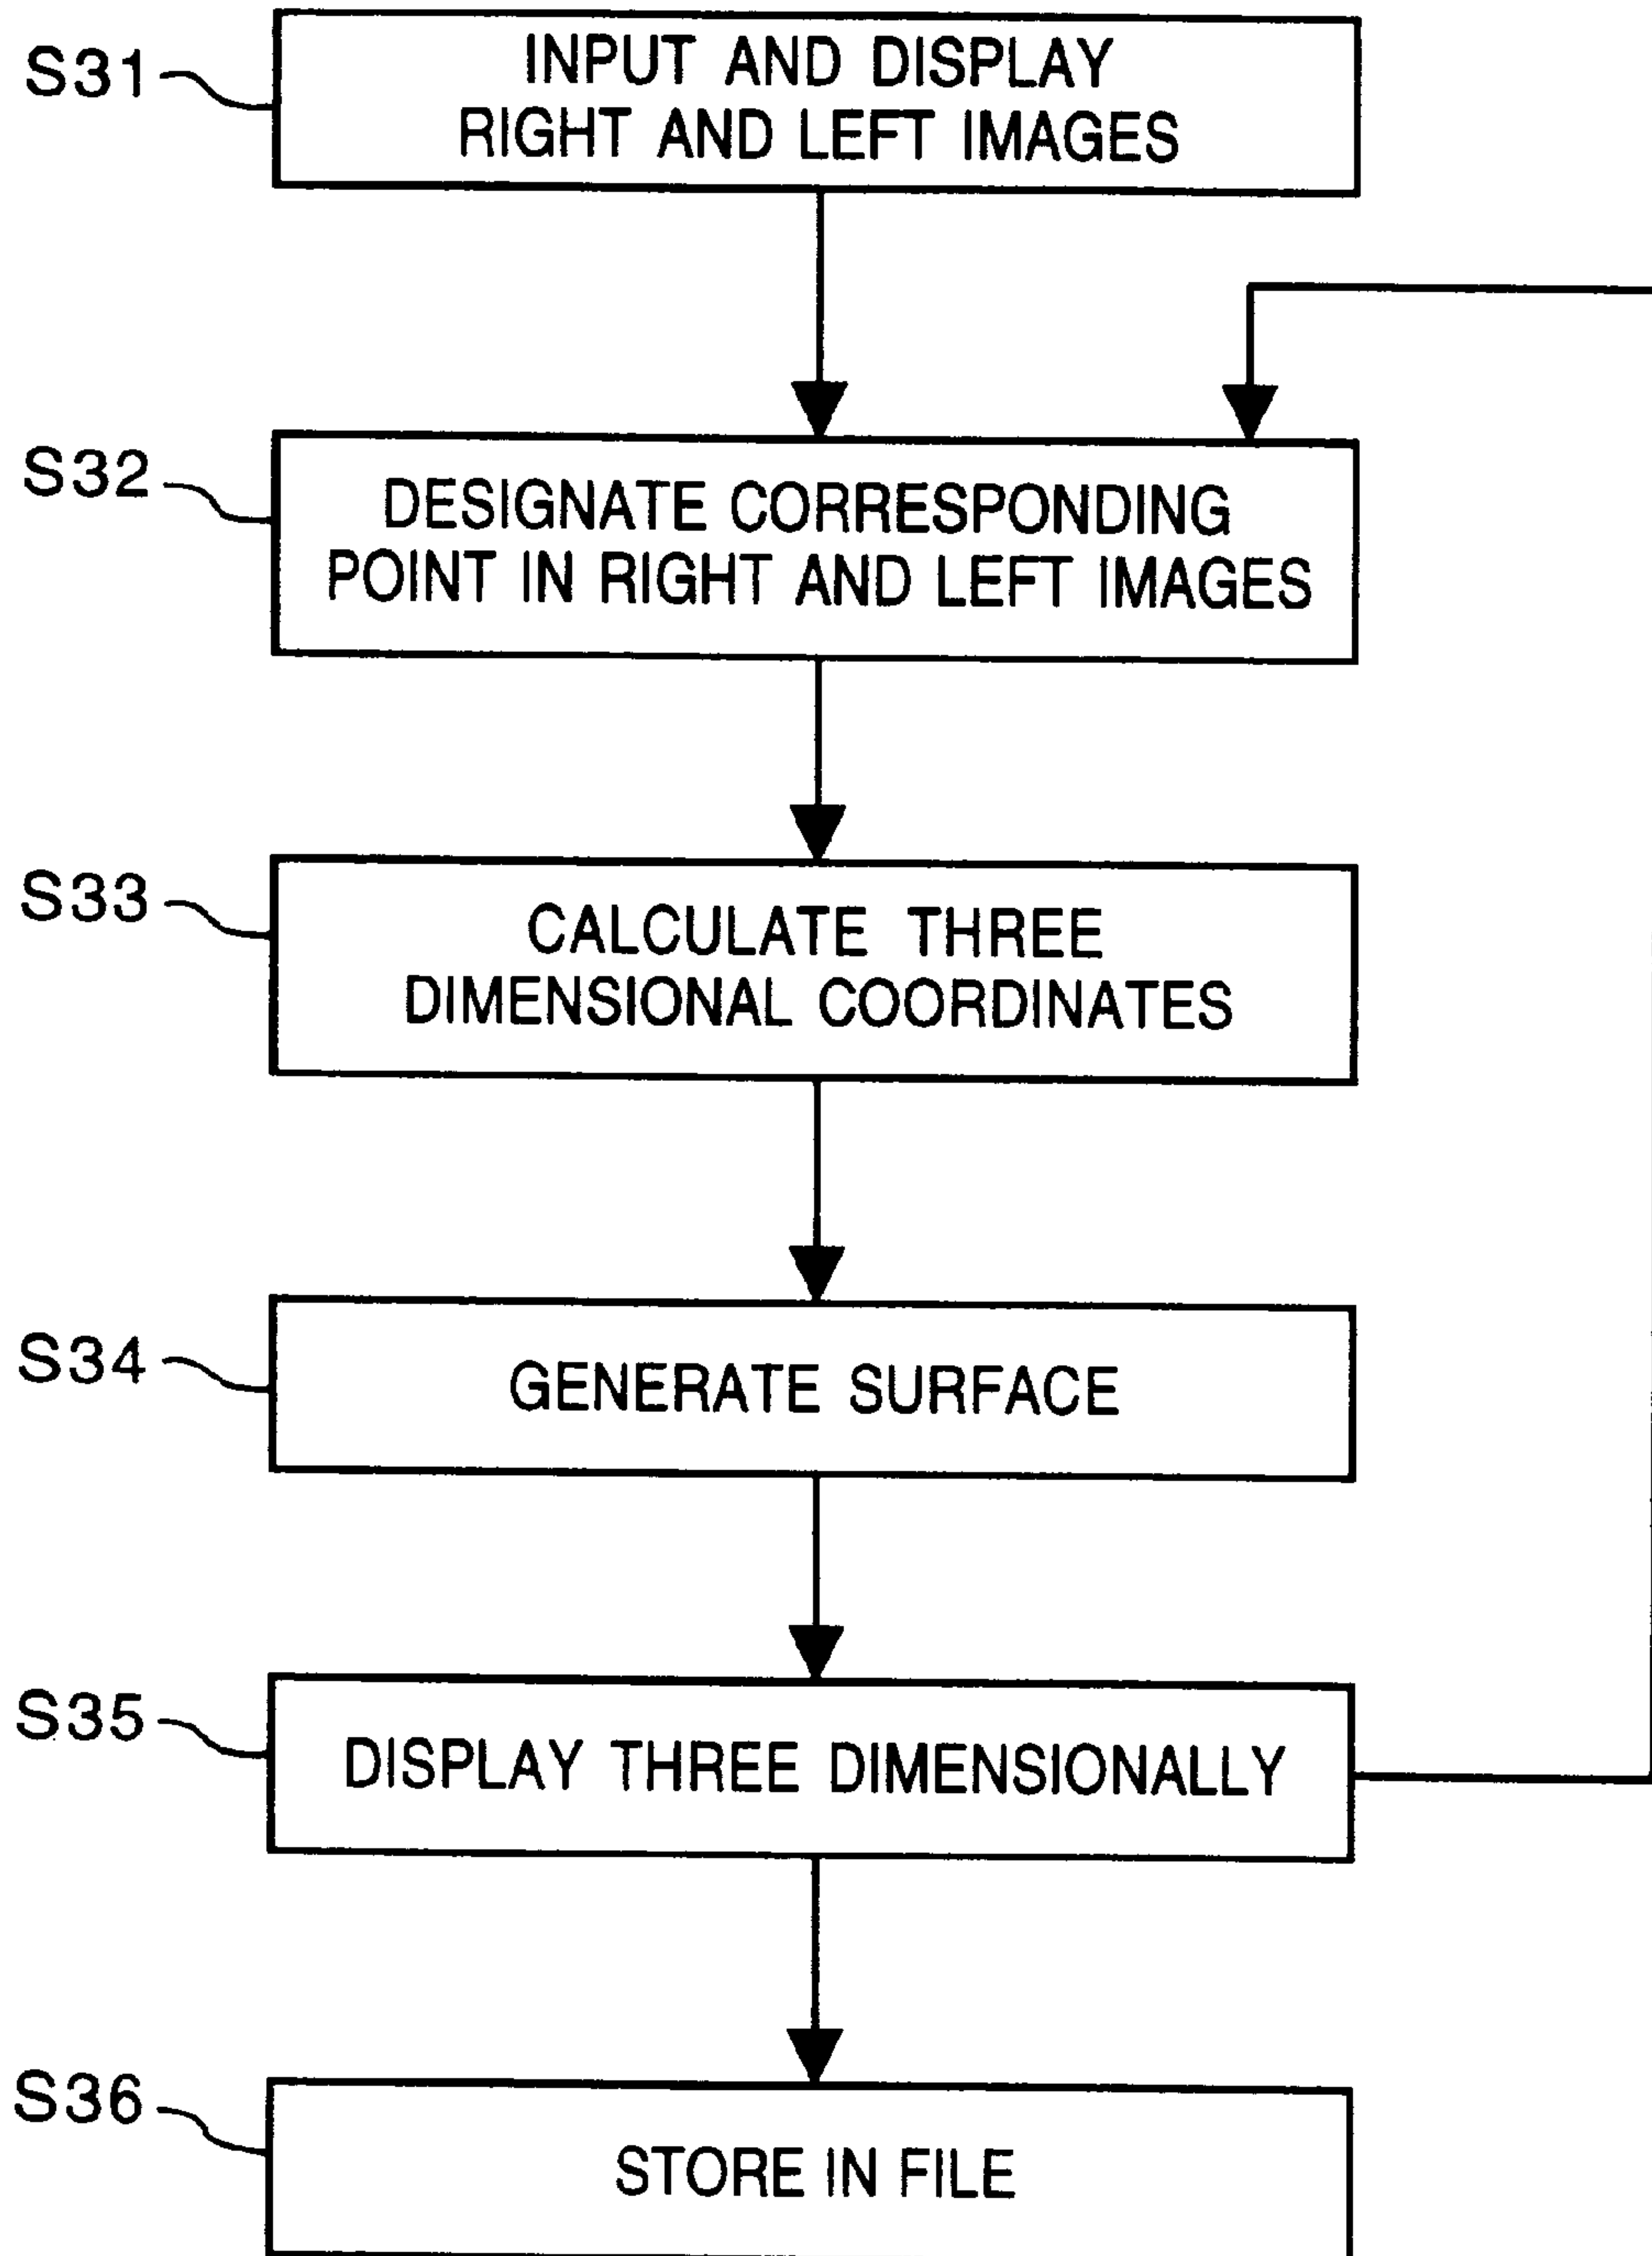 S31
INPUT AND DISPLAY
RIGHT AND LEFT IMAGES
S32
DESIGNATE CORRESPONDING
POINT IN RIGHT AND LEFT IMAGES
S33
CALCULATE THREE
DIMENSIONAL COORDINATES
S34
GENERATE SURFACE
S35
DISPLAY THREE DIMENSIONALLY
S36
STORE IN FILE